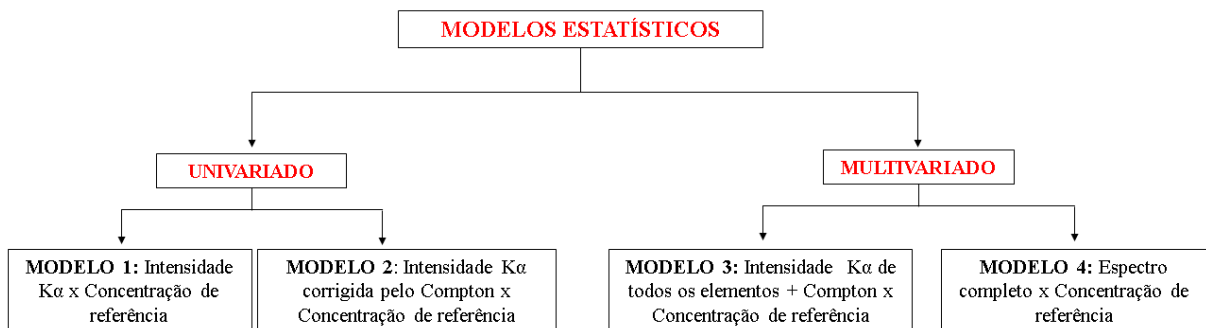 MODELOS ESTATÍSTICOS
UNIVARIADO
MULTIVARIADO
MODELO 1: Intensidade
Kα x Concentração de
referência
MODELO 2: Intensidade Kα
corrigida pelo Compton x
Concentração de referência
MODELO 3: Intensidade Kα de
todos os elementos + Compton x
Concentração de referência
MODELO 4: Espectro
completo x Concentração de
referência